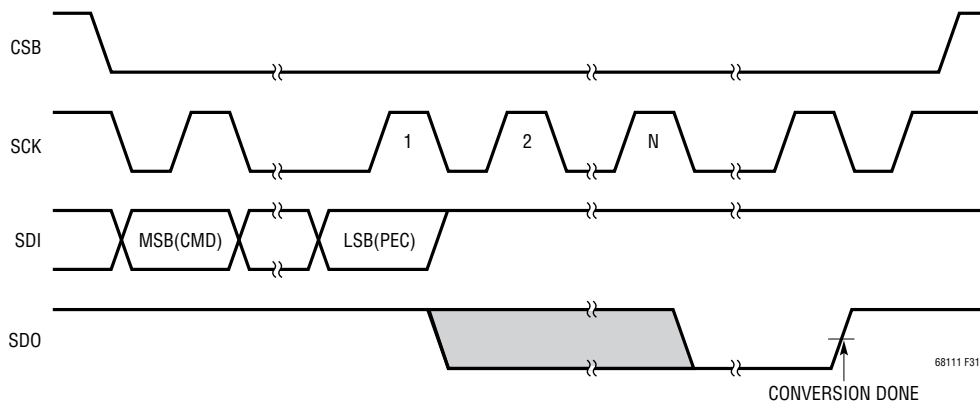 CSB
SCK
1
2
N
SDI
MSB(CMD)
LSB(PEC)
SDO
68111 F31
CONVERSION DONE